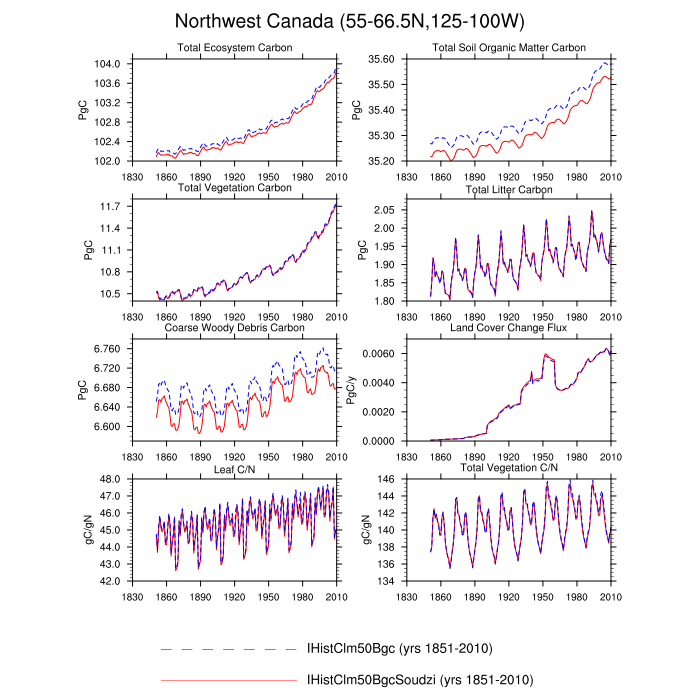 Northwest Canada (55-66.5N,125-100W)
Total Ecosystem Carbon
PgC
104.0
103.6
103.2
102.8
102.4
102.0
1830 1860 1890 1920 1950 1980 2010
Total Soil Organic Matter Carbon
PgC
35.60
35.50
35.30
35.20
1830 1860 1890 1920 1950 1980 2010
Total Vegetation Carbon
PgC
11.7
11.4
11.1
10.8
10.5
1830 1860 1890 1920 1950 1980 2010
Total Litter Carbon
PgC
2.05
2.01
1.95
1.91
1.85
1.80
1830 1860 1890 1920 1950 1980 2010
Coarse Woody Debris Carbon
PgC
6.760
6.720
6.680
6.640
6.600
1830 1860 1890 1920 1950 1980 2010
Land Cover Change Flux
PgC/y
0.0060
0.0040
0.0020
0.0000
1830 1860 1890 1920 1950 1980 2010
Leaf C/N
gC/gN
48.0
47.0
46.0
45.0
44.0
43.0
42.0
1830 1860 1890 1920 1950 1980 2010
Total Vegetation C/N
gC/gN
146
144
142
140
138
136
134
1830 1860 1890 1920 1950 1980 2010
IHistClm50Bgc (yrs 1851-2010)
IHistClm50BgcSoudzi (yrs 1851-2010)